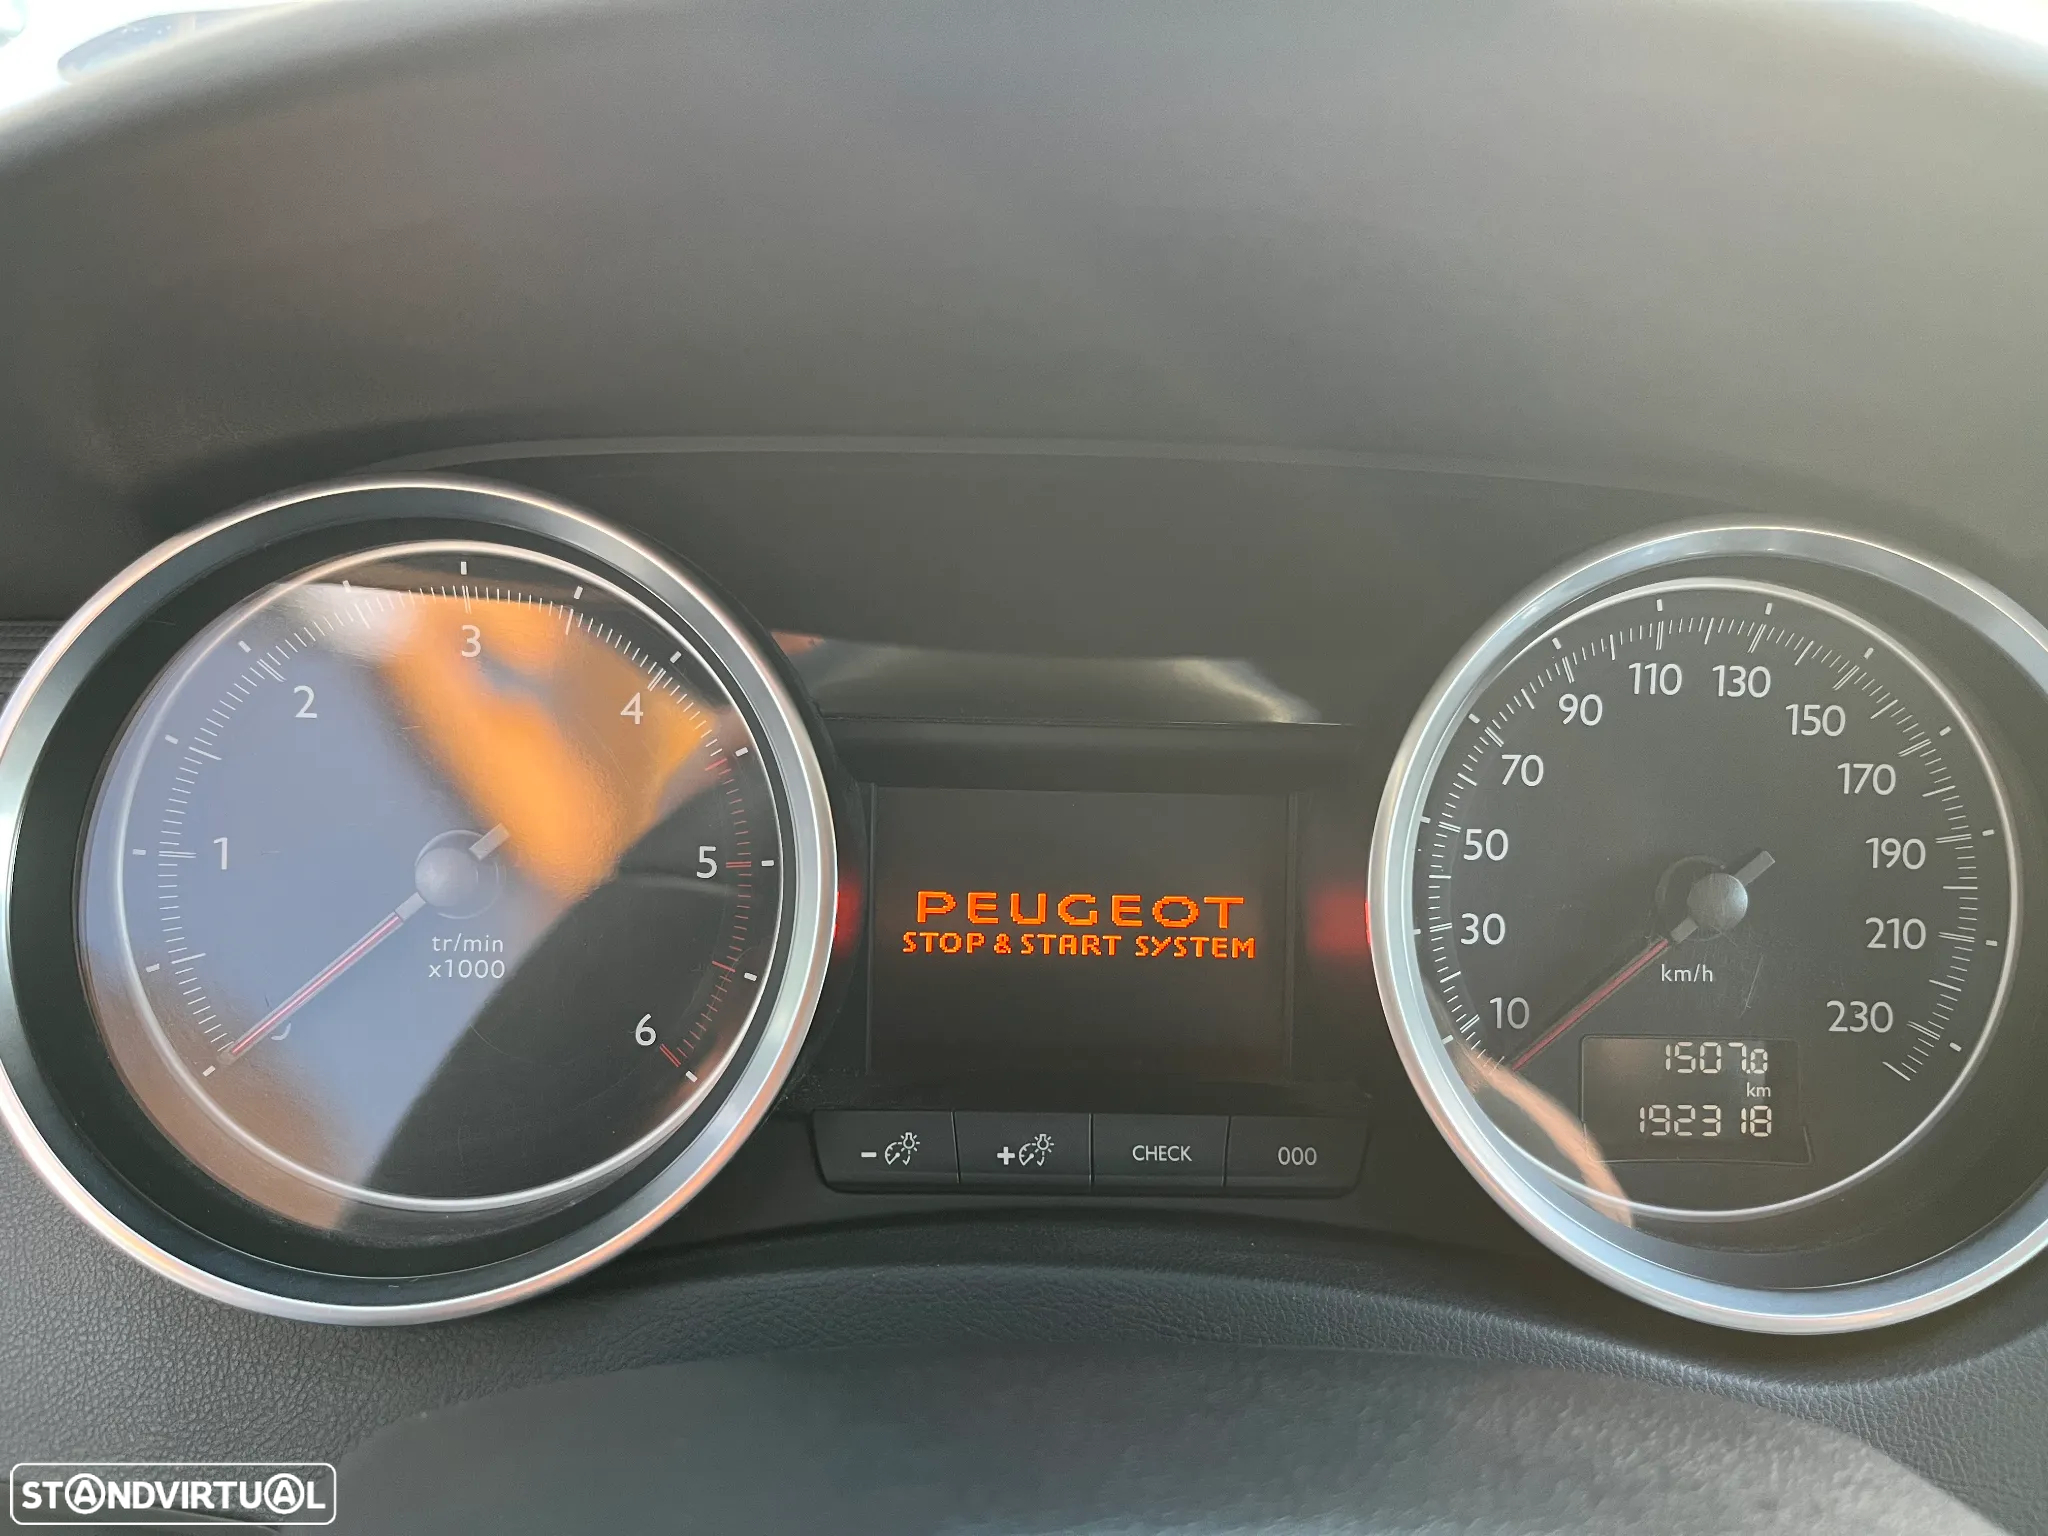 1
2
3
4
5
6
tr/min
x1000
PEUGEOT
STOP & START SYSTEM
- + CHECK 000
10
30
50
70
90
110
130
150
170
190
210
230
km/h
1507.0
km
192318
STANDVIRTUAL